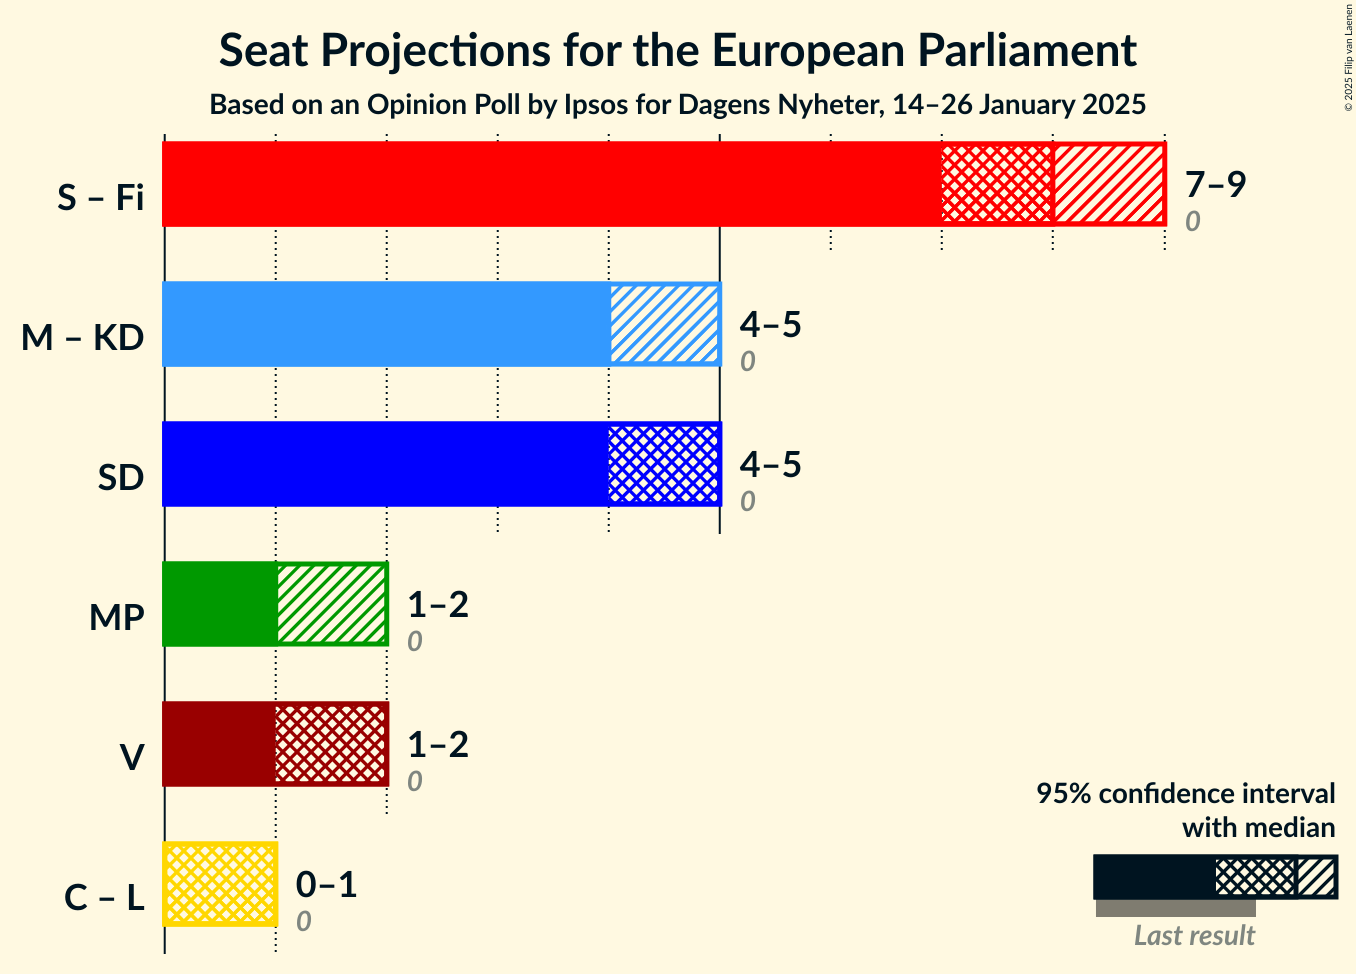 Seat Projections for the European Parliament
Based on an Opinion Poll by Ipsos for Dagens Nyheter, 14–26 January 2025
© 2025 Filip van Laenen
S – Fi
7–9
0
M – KD
4–5
0
SD
4–5
0
MP
1–2
0
V
1–2
0
C – L
0–1
0
95% confidence interval
with median
Last result